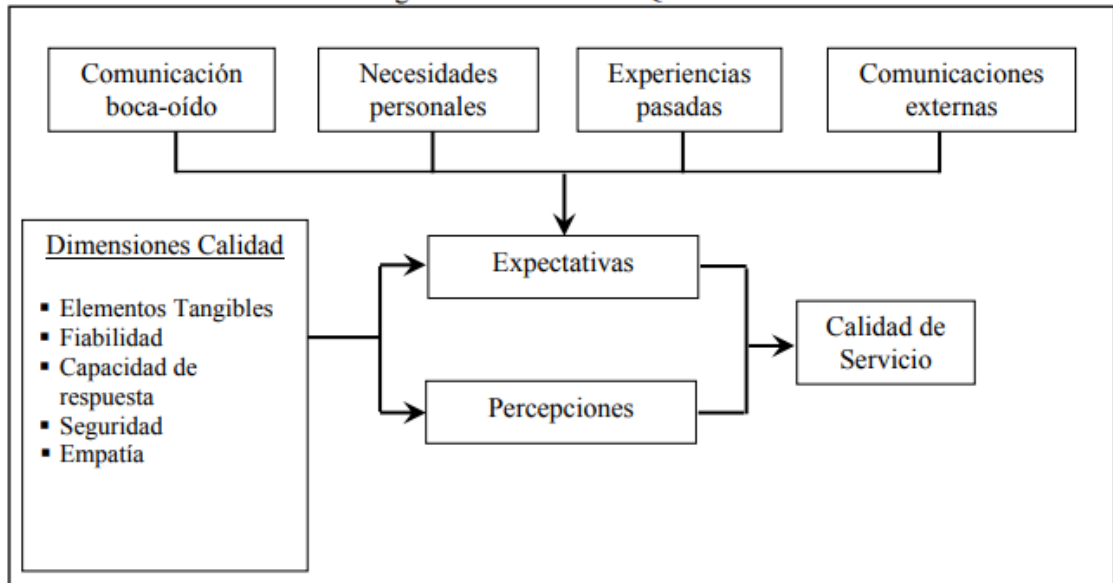 Comunicación
boca-oído
Necesidades
personales
Experiencias
pasadas
Comunicaciones
externas
Dimensiones Calidad
▪ Elementos Tangibles
▪ Fiabilidad
▪ Capacidad de
respuesta
▪ Seguridad
▪ Empatía
Expectativas
Percepciones
Calidad de
Servicio